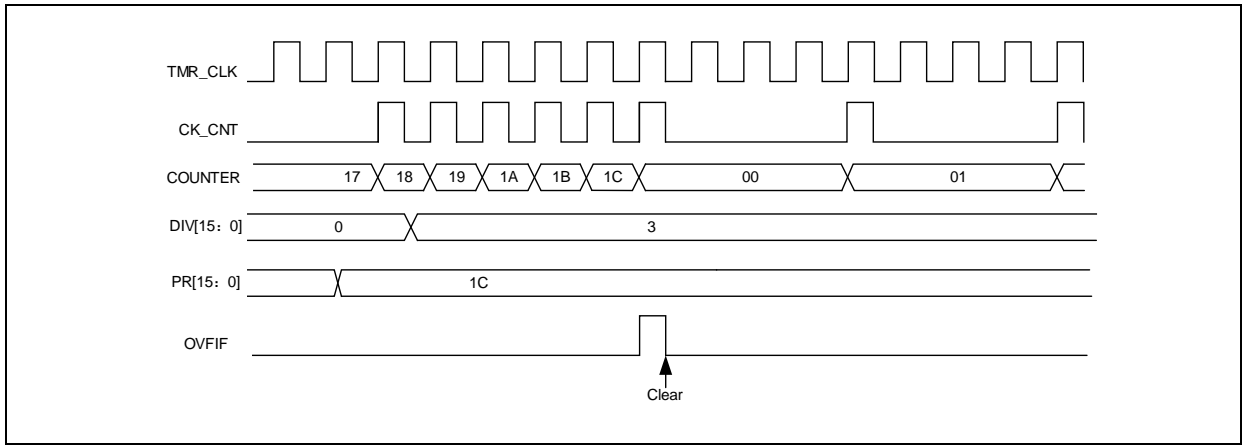 TMR_CLK
CK_CNT
COUNTER 17 18 19 1A 1B 1C 00 01
DIV[15：0] 0 3
PR[15：0] 1C
OVFIF
Clear